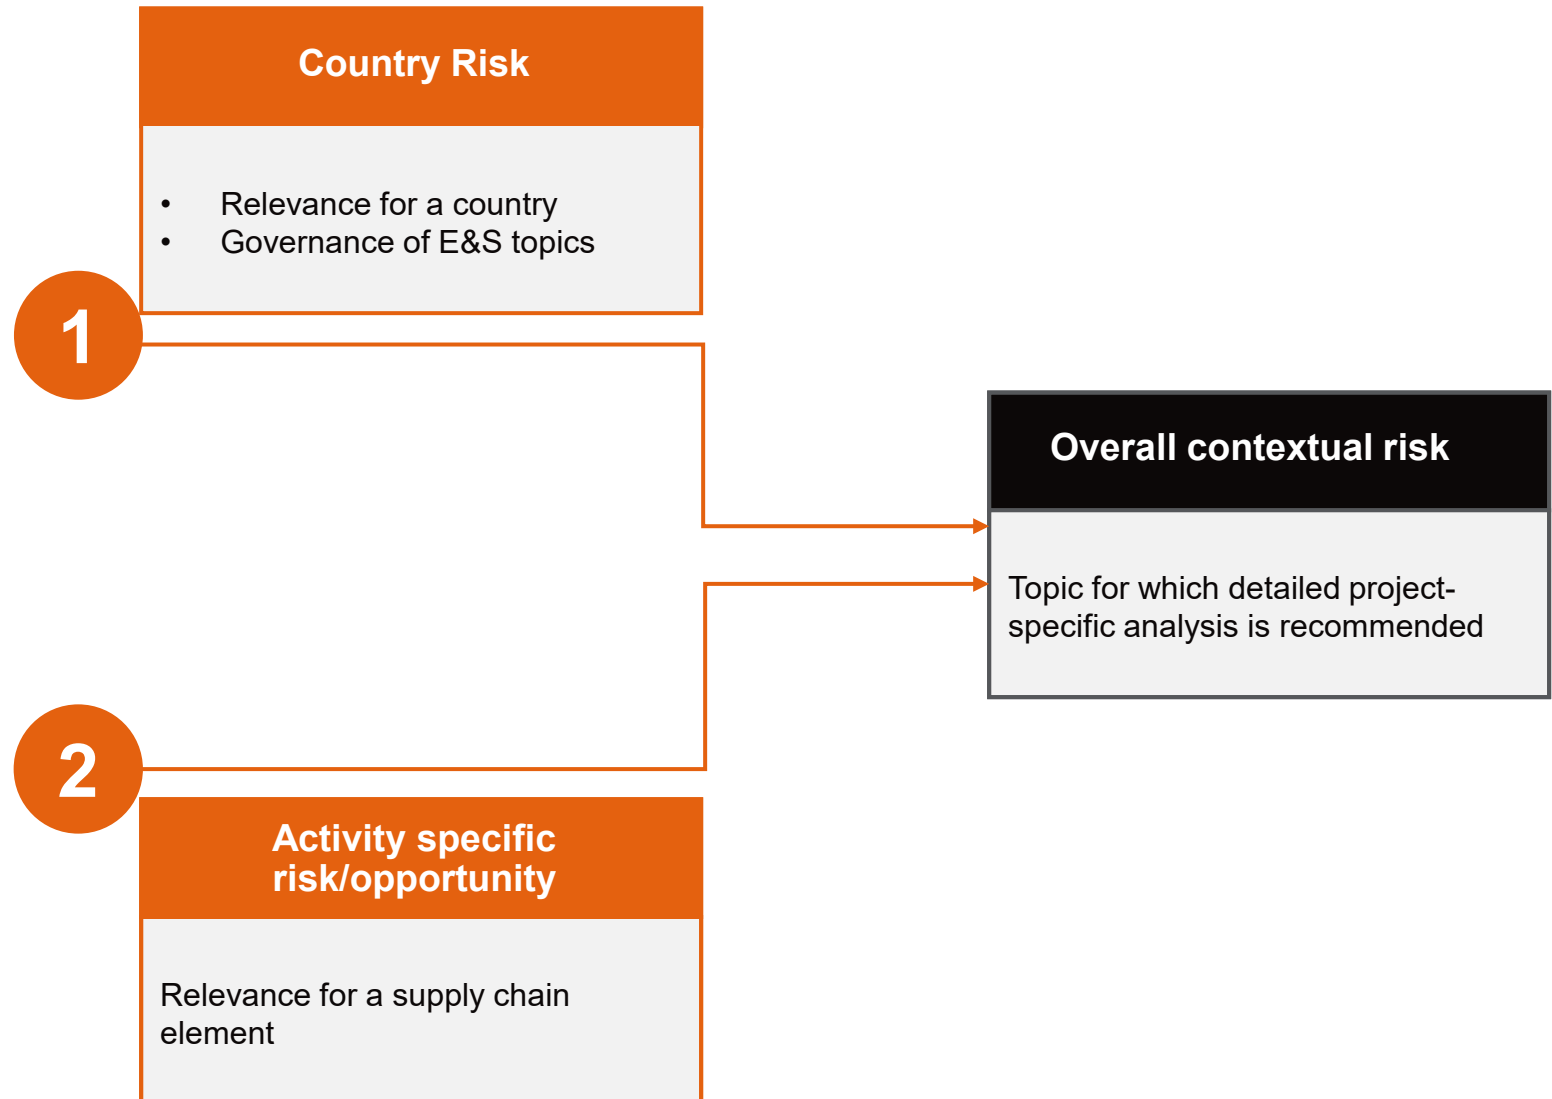 Country Risk
• Relevance for a country
• Governance of E&S topics
1
Overall contextual risk
Topic for which detailed project-
specific analysis is recommended
2
Activity specific
risk/opportunity
Relevance for a supply chain
element